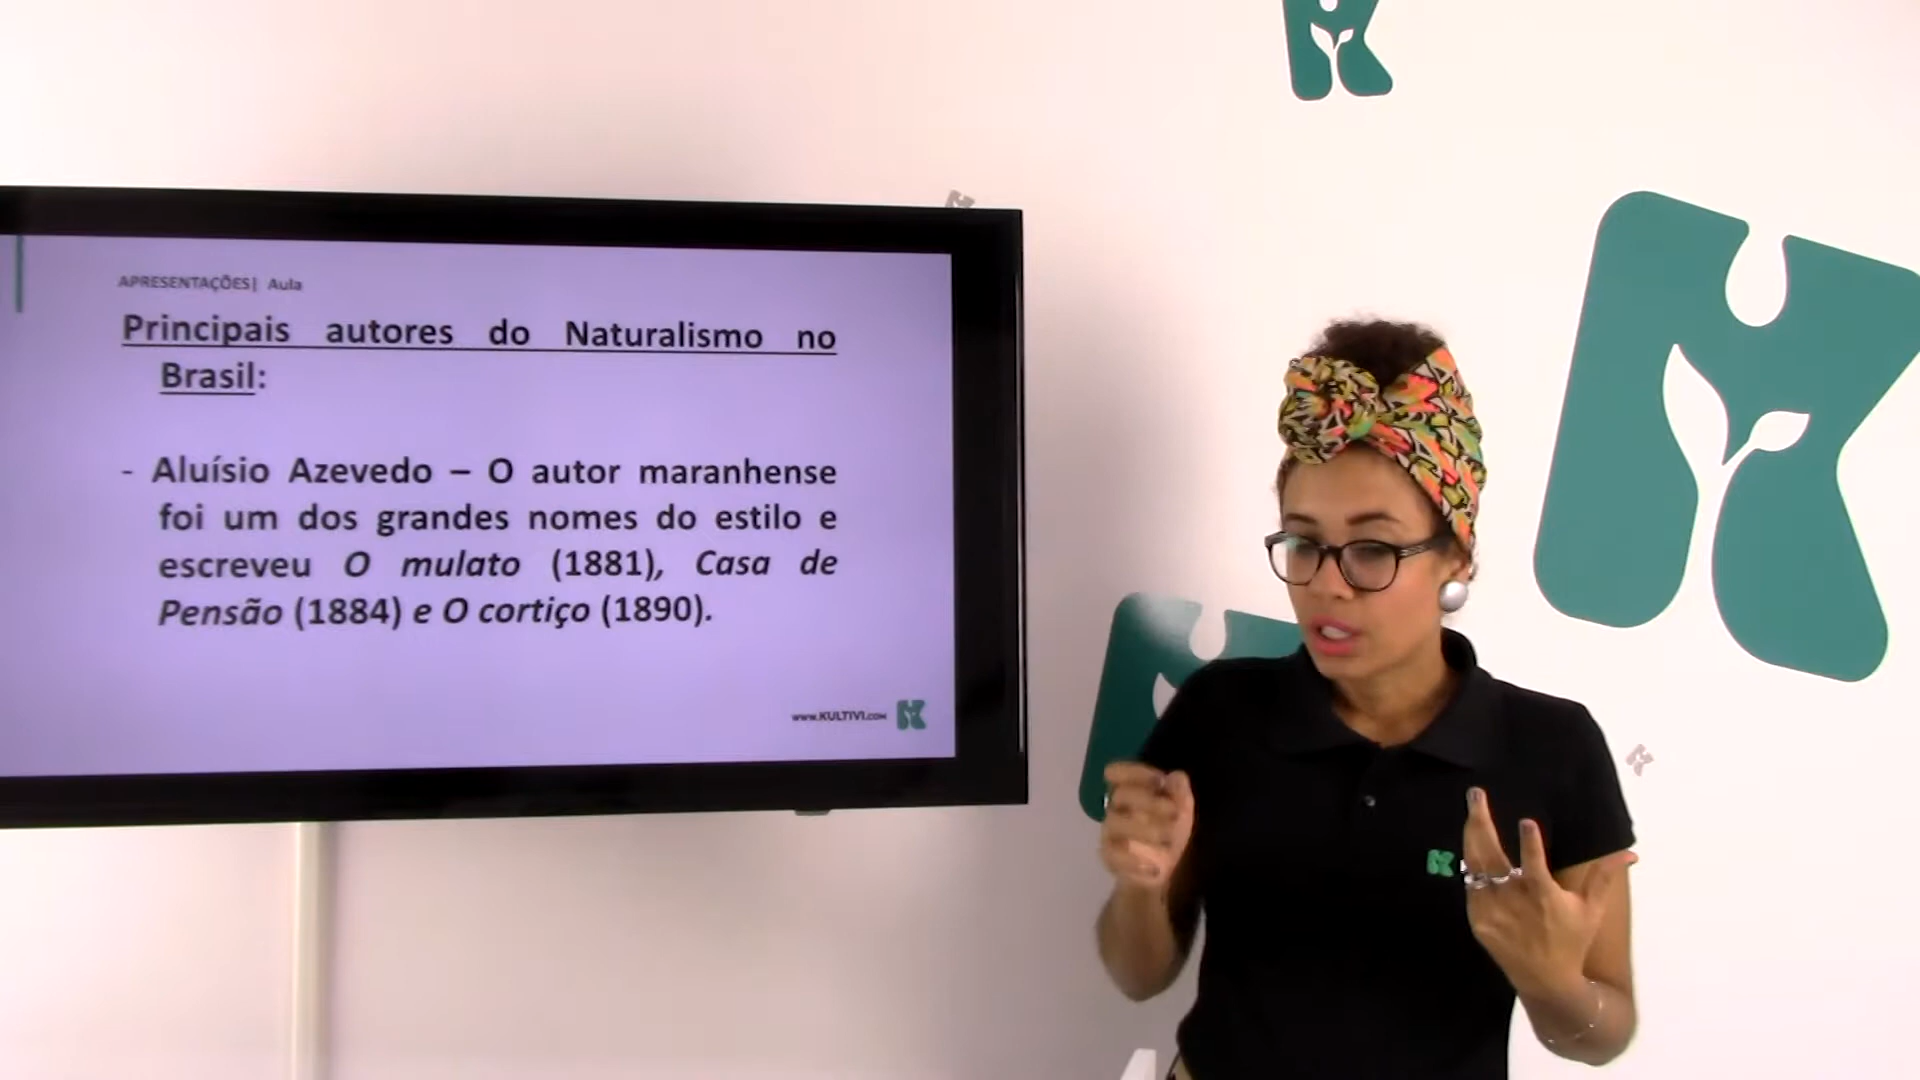 APRESENTAÇÕES| Aula
Principais autores do Naturalismo no
Brasil:
- Aluísio Azevedo – O autor maranhense
foi um dos grandes nomes do estilo e
escreveu O mulato (1881), Casa de
Pensão (1884) e O cortiço (1890).
www.KULTIVI.com